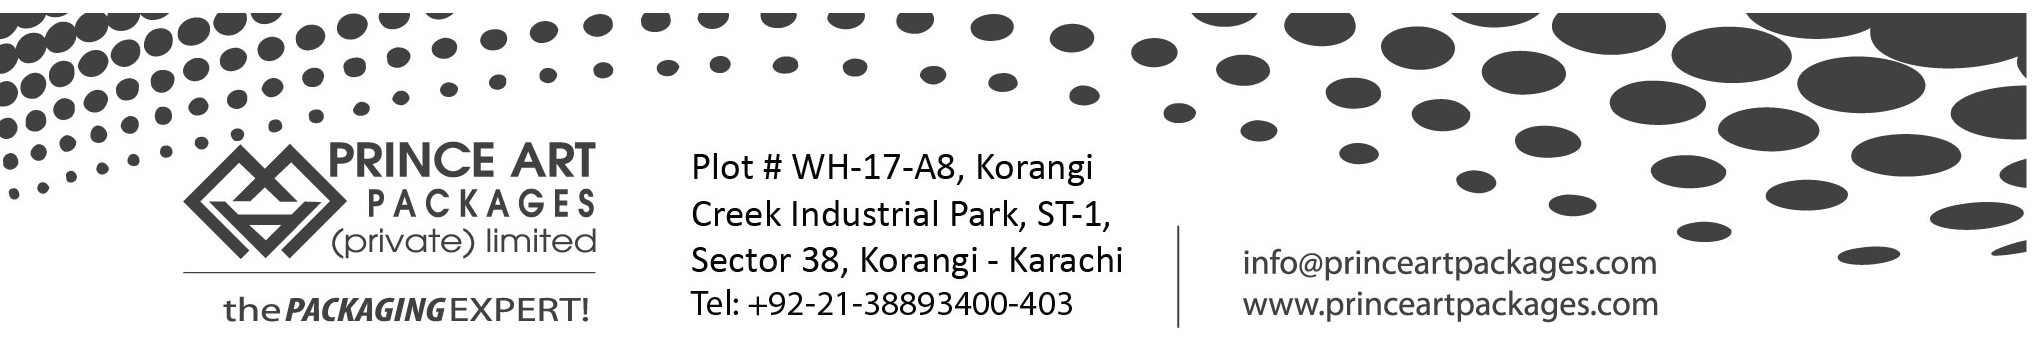 PRINCE ART
PACKAGES
(private) limited
the PACKAGING EXPERT!
Plot # WH-17-A8, Korangi
Creek Industrial Park, ST-1,
Sector 38, Korangi - Karachi
Tel: +92-21-38893400-403
info@princeartpackages.com
www.princeartpackages.com